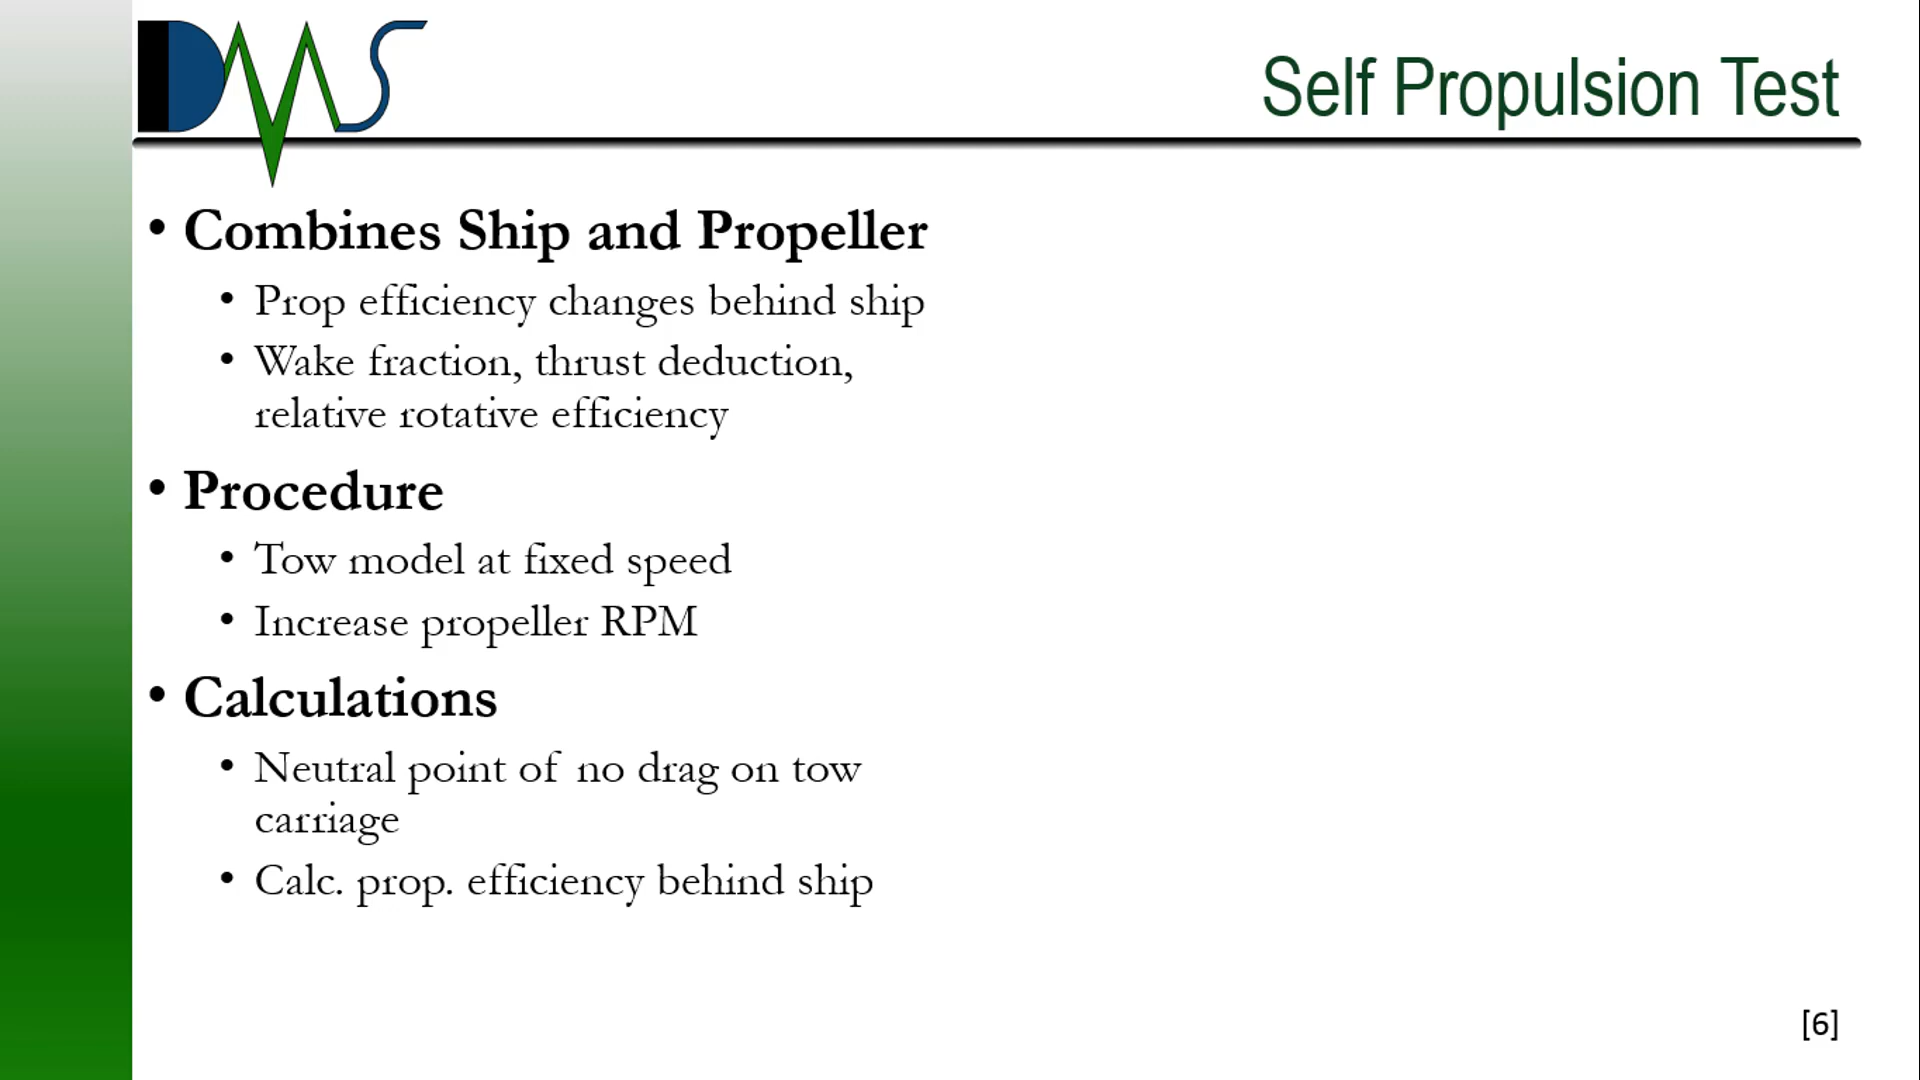 DMS
Self Propulsion Test
• Combines Ship and Propeller
• Prop efficiency changes behind ship
• Wake fraction, thrust deduction,
relative rotative efficiency
• Procedure
• Tow model at fixed speed
• Increase propeller RPM
• Calculations
• Neutral point of no drag on tow
carriage
• Calc. prop. efficiency behind ship
[6]